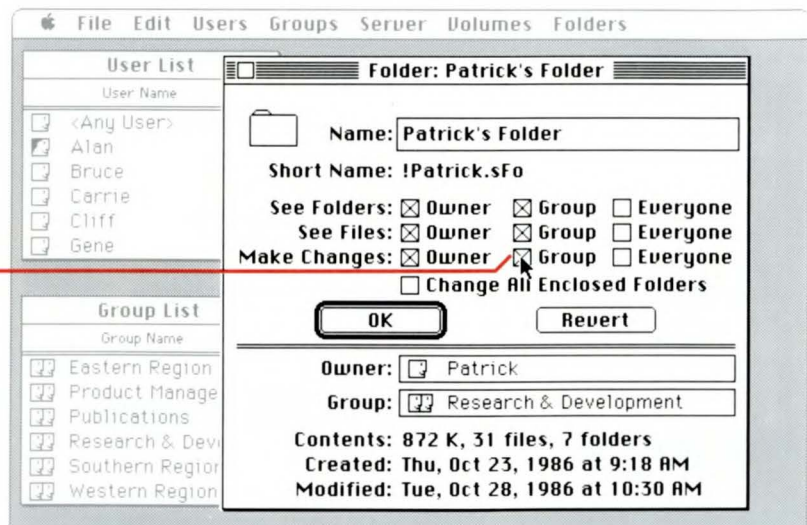 File Edit Users Groups Server Volumes Folders
User List
User Name
<Any User>
Alan
Bruce
Carrie
Cliff
Gene
Group List
Group Name
Eastern Region
Product Manage
Publications
Research & Dev
Southern Region
Western Region
Folder: Patrick's Folder
Name: Patrick's Folder
Short Name: !Patrick.sFo
See Folders: Owner Group Everyone
See Files: Owner Group Everyone
Make Changes: Owner Group Everyone
Change All Enclosed Folders
OK Revert
Owner: Patrick
Group: Research & Development
Contents: 872 K, 31 files, 7 folders
Created: Thu, Oct 23, 1986 at 9:18 AM
Modified: Tue, Oct 28, 1986 at 10:30 AM